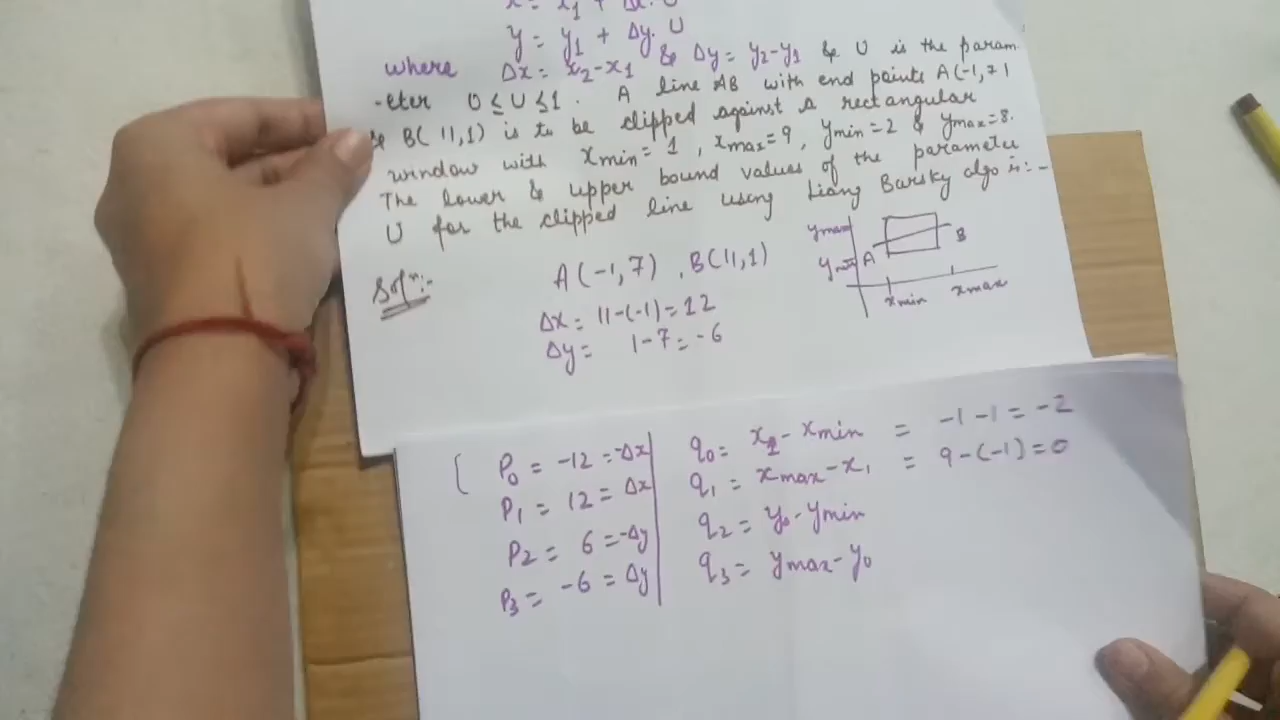 x = x1 + Δx. U
y = y1 + Δy. U
where Δx = x2-x1 & Δy = y2-y1 & U is the param
-eter 0 ≤ U ≤ 1. A line AB with end points A(-1,7)
& B(11,1) is to be clipped against a rectangular
window with xmin = 1, xmax = 9, ymin = 2 & ymax = 8.
The lower & upper bound values of the parameter
U for the clipped line using Liang Barsky algo is:-
Soln:-
A(-1,7), B(11,1)
Δx = 11-(-1) = 12
Δy = 1-7 = -6
ymax
ymin
A
B
xmin
xmax
P0 = -12 = -Δx
P1 = 12 = Δx
P2 = 6 = -Δy
P3 = -6 = Δy
q0 = x1 - xmin = -1-1 = -2
q1 = xmax - x1 = 9-(-1) = 0
q2 = y0 - ymin
q3 = ymax - y0